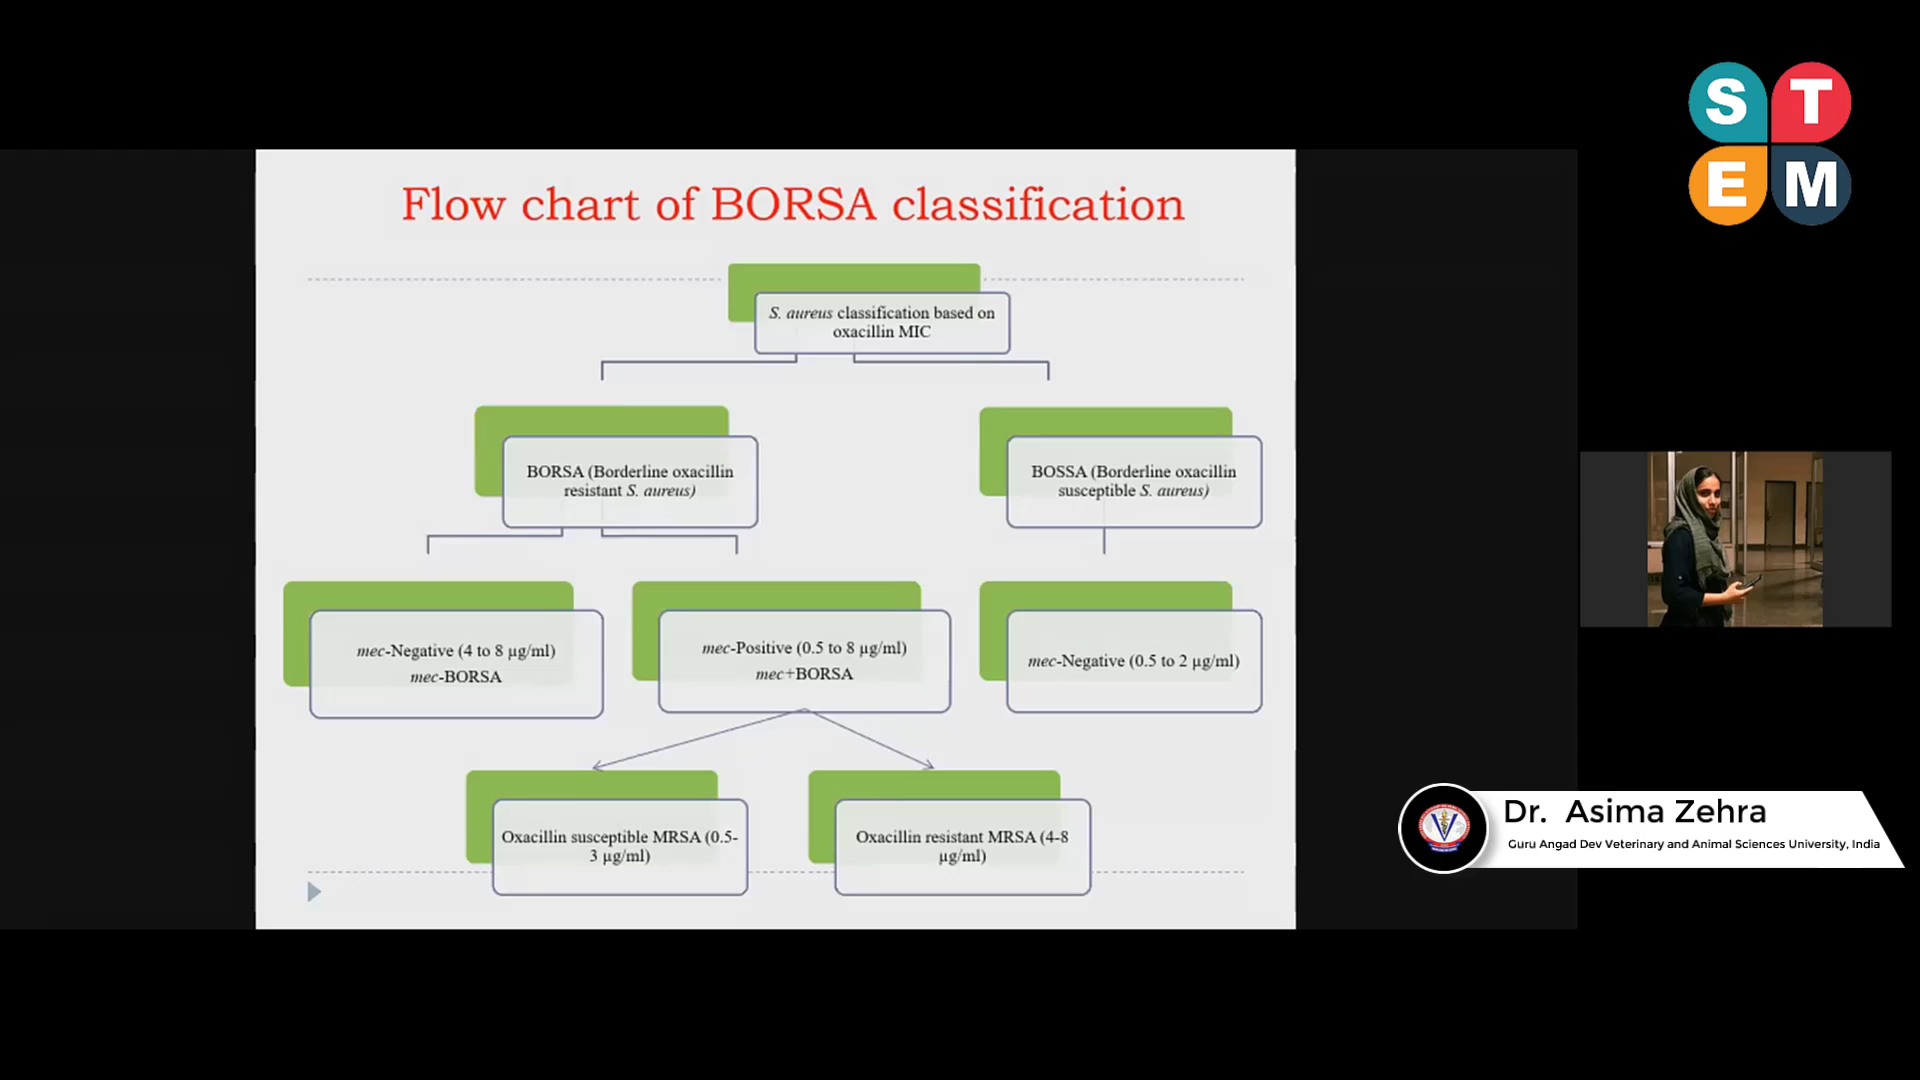 S T
E M
Flow chart of BORSA classification
S. aureus classification based on
oxacillin MIC
BORSA (Borderline oxacillin
resistant S. aureus)
BOSSA (Borderline oxacillin
susceptible S. aureus)
mec-Negative (4 to 8 µg/ml)
mec-BORSA
mec-Positive (0.5 to 8 µg/ml)
mec+BORSA
mec-Negative (0.5 to 2 µg/ml)
Oxacillin susceptible MRSA (0.5-
3 µg/ml)
Oxacillin resistant MRSA (4-8
µg/ml)
Dr. Asima Zehra
Guru Angad Dev Veterinary and Animal Sciences University, India